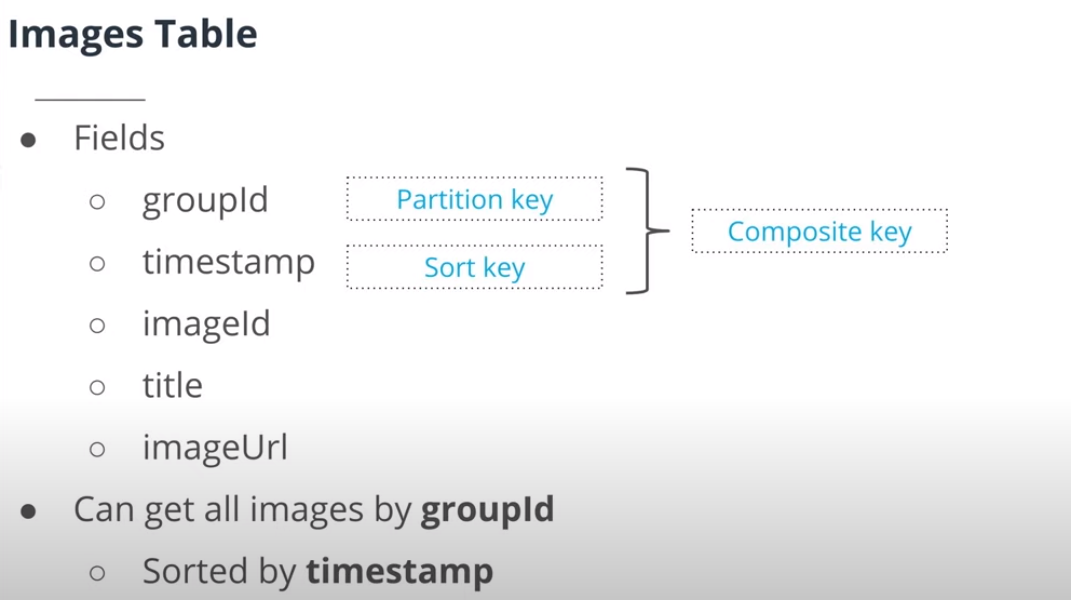 Images Table
● Fields
○ groupId Partition key
○ timestamp Sort key
Composite key
○ imageId
○ title
○ imageUrl
● Can get all images by groupId
○ Sorted by timestamp